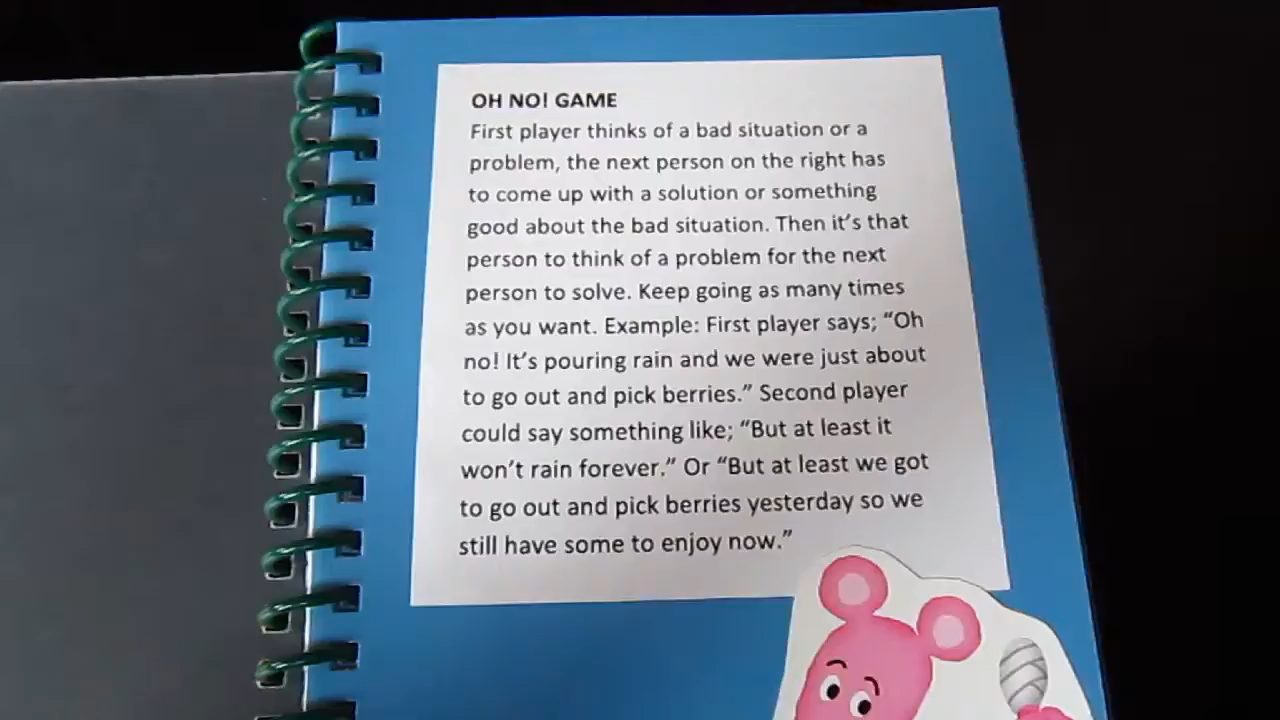 OH NO! GAME
First player thinks of a bad situation or a
problem, the next person on the right has
to come up with a solution or something
good about the bad situation. Then it’s that
person to think of a problem for the next
person to solve. Keep going as many times
as you want. Example: First player says; “Oh
no! It’s pouring rain and we were just about
to go out and pick berries.” Second player
could say something like; “But at least it
won’t rain forever.” Or “But at least we got
to go out and pick berries yesterday so we
still have some to enjoy now.”